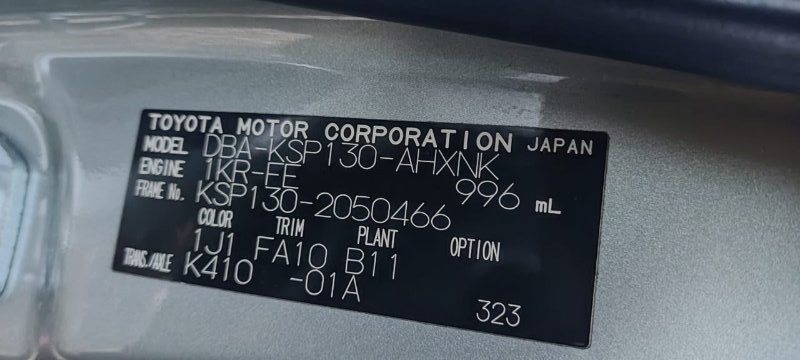 TOYOTA MOTOR CORPORATION JAPAN
MODEL DBA-KSP130-AHXNK
ENGINE 1KR-FE 996 mL
FRAME No. KSP130-2050466
COLOR TRIM PLANT OPTION
1J1 FA10 B11
TRANS./AXLE K410 -01A
323